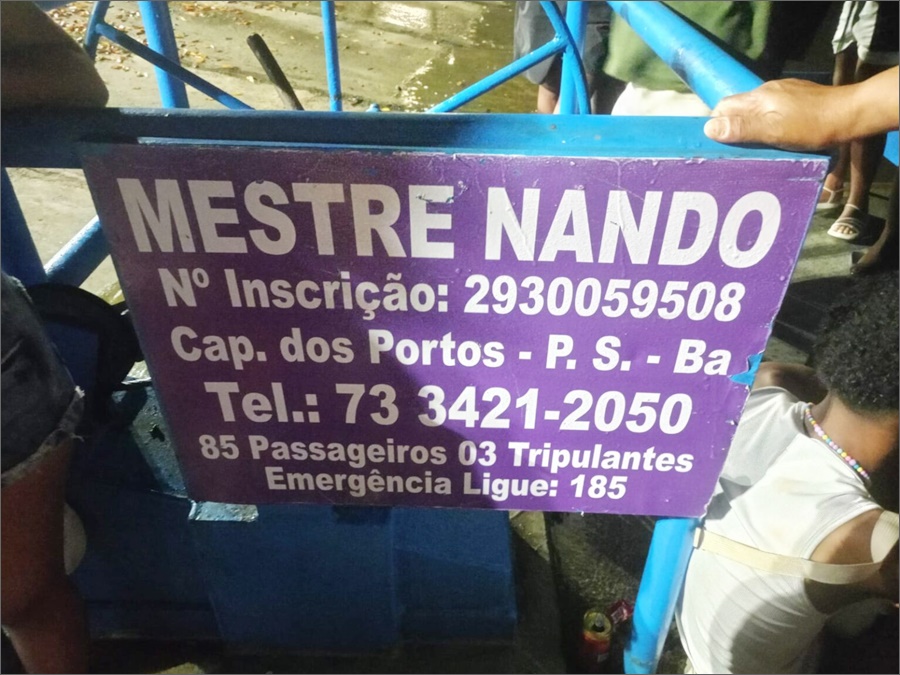 MESTRE NANDO
Nº Inscrição: 2930059508
Cap. dos Portos - P. S. - Ba
Tel.: 73 3421-2050
85 Passageiros 03 Tripulantes
Emergência Ligue: 185